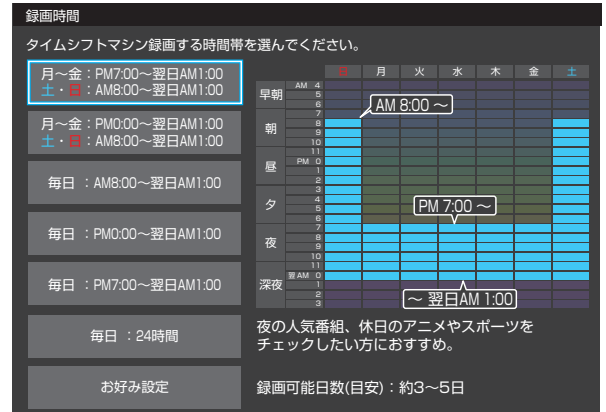 録画時間
タイムシフトマシン録画する時間帯を選んでください。
月～金：PM7:00～翌日AM1:00
土・日：AM8:00～翌日AM1:00
月～金：PM0:00～翌日AM1:00
土・日：AM8:00～翌日AM1:00
毎日 ：AM8:00～翌日AM1:00
毎日 ：PM0:00～翌日AM1:00
毎日 ：PM7:00～翌日AM1:00
毎日 ：24時間
お好み設定
日 月 火 水 木 金 土
早朝
AM 4
5
6
7
朝
8
9
10
11
昼
PM 0
1
2
3
夕
4
5
6
7
夜
8
9
10
11
深夜
翌AM 0
1
2
3
AM 8:00 ～
PM 7:00 ～
～ 翌日AM 1:00
夜の人気番組、休日のアニメやスポーツを
チェックしたい方におすすめ。
録画可能日数(目安)：約3～5日